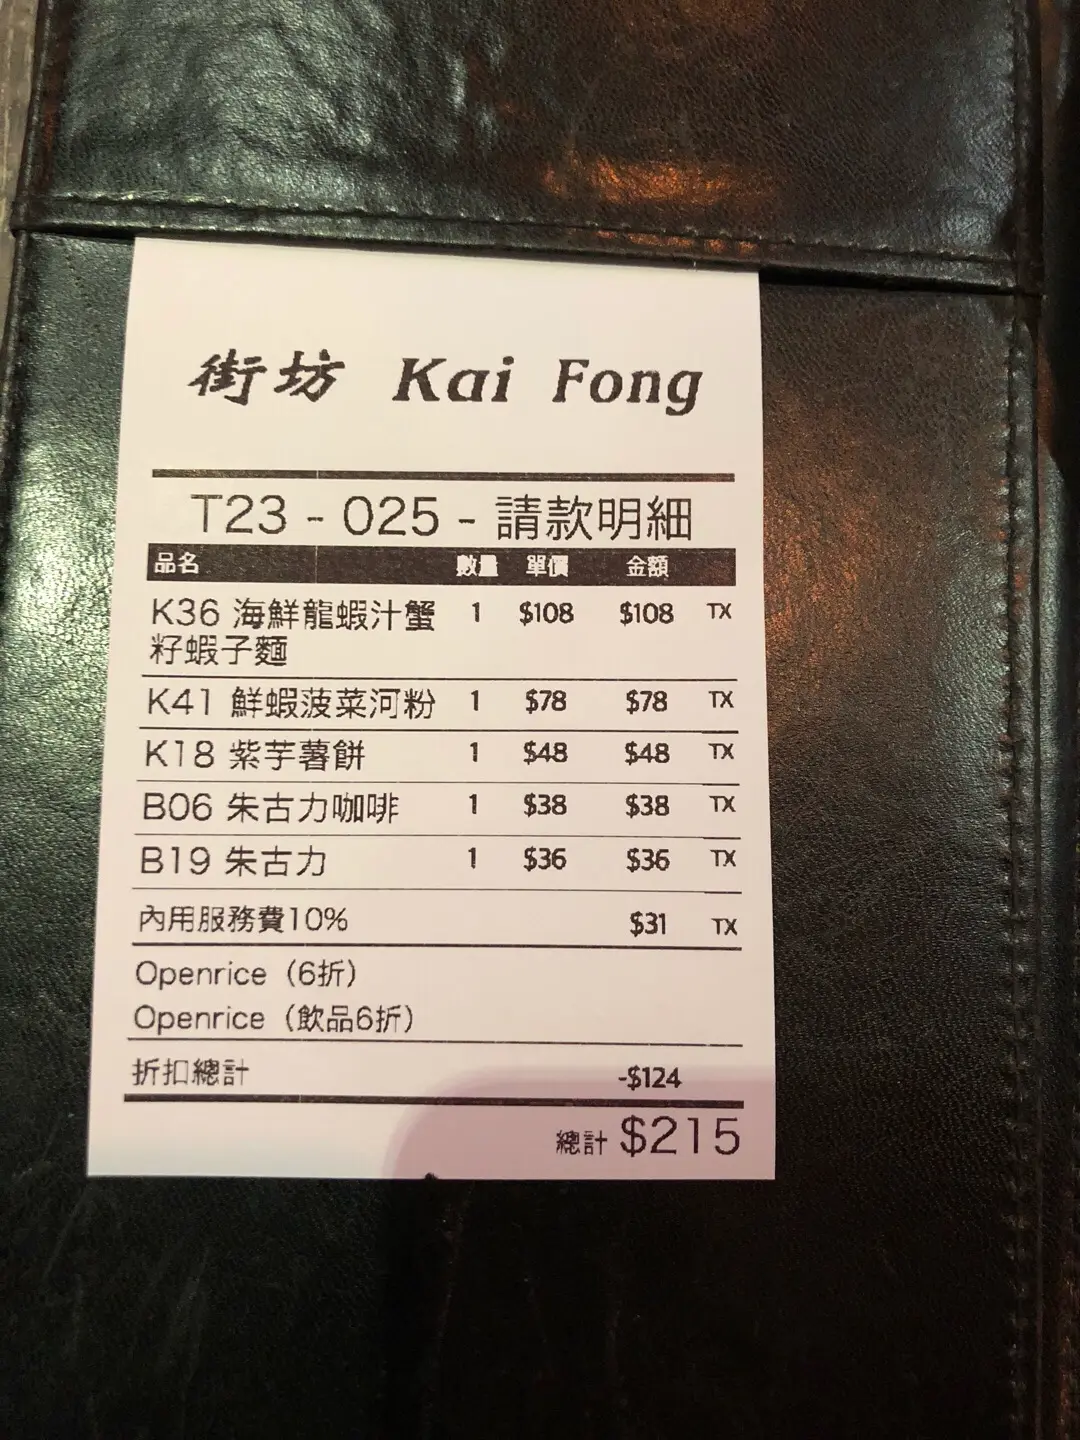 街坊 Kai Fong
T23 - 025 - 請款明細
品名 數量 單價 金額
K36 海鮮龍蝦汁蟹 1 $108 $108 TX
籽蝦子麵
K41 鮮蝦菠菜河粉 1 $78 $78 TX
K18 紫芋薯餅 1 $48 $48 TX
B06 朱古力咖啡 1 $38 $38 TX
B19 朱古力 1 $36 $36 TX
內用服務費10% $31 TX
Openrice（6折）
Openrice（飲品6折）
折扣總計 -$124
總計 $215